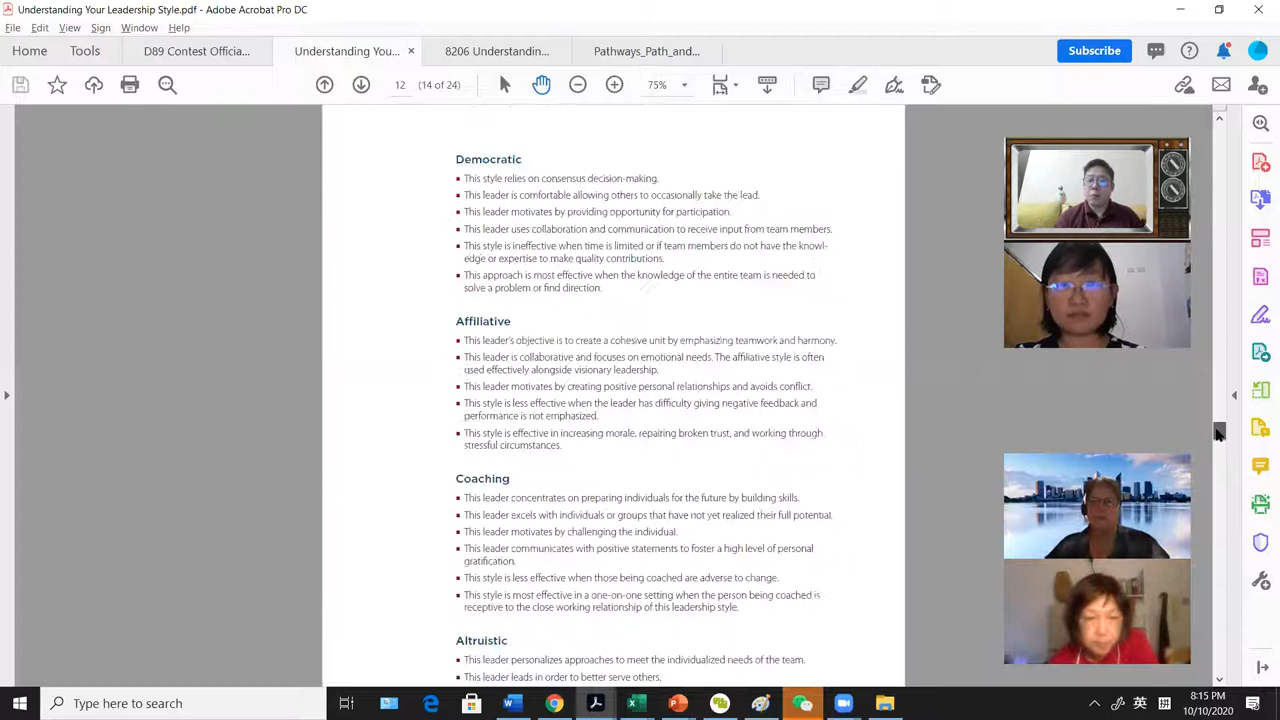 Understanding Your Leadership Style.pdf - Adobe Acrobat Pro DC
File Edit View Sign Window Help
Home Tools D89 Contest Officia... Understanding You... × 8206 Understandin... Pathways_Path_and... Subscribe
12 (14 of 24) 75%
Democratic
This style relies on consensus decision-making.
This leader is comfortable allowing others to occasionally take the lead.
This leader motivates by providing opportunity for participation.
This leader uses collaboration and communication to receive input from team members.
This style is ineffective when time is limited or if team members do not have the knowl-
edge or expertise to make quality contributions.
This approach is most effective when the knowledge of the entire team is needed to
solve a problem or find direction.
Affiliative
This leader's objective is to create a cohesive unit by emphasizing teamwork and harmony.
This leader is collaborative and focuses on emotional needs. The affiliative style is often
used effectively alongside visionary leadership.
This leader motivates by creating positive personal relationships and avoids conflict.
This style is less effective when the leader has difficulty giving negative feedback and
performance is not emphasized.
This style is effective in increasing morale, repairing broken trust, and working through
stressful circumstances.
Coaching
This leader concentrates on preparing individuals for the future by building skills.
This leader excels with individuals or groups that have not yet realized their full potential.
This leader motivates by challenging the individual.
This leader communicates with positive statements to foster a high level of personal
gratification.
This style is less effective when those being coached are adverse to change.
This style is most effective in a one-on-one setting when the person being coached is
receptive to the close working relationship of this leadership style.
Altruistic
This leader personalizes approaches to meet the individualized needs of the team.
This leader leads in order to better serve others.
Type here to search
英 拼 8:15 PM
10/10/2020